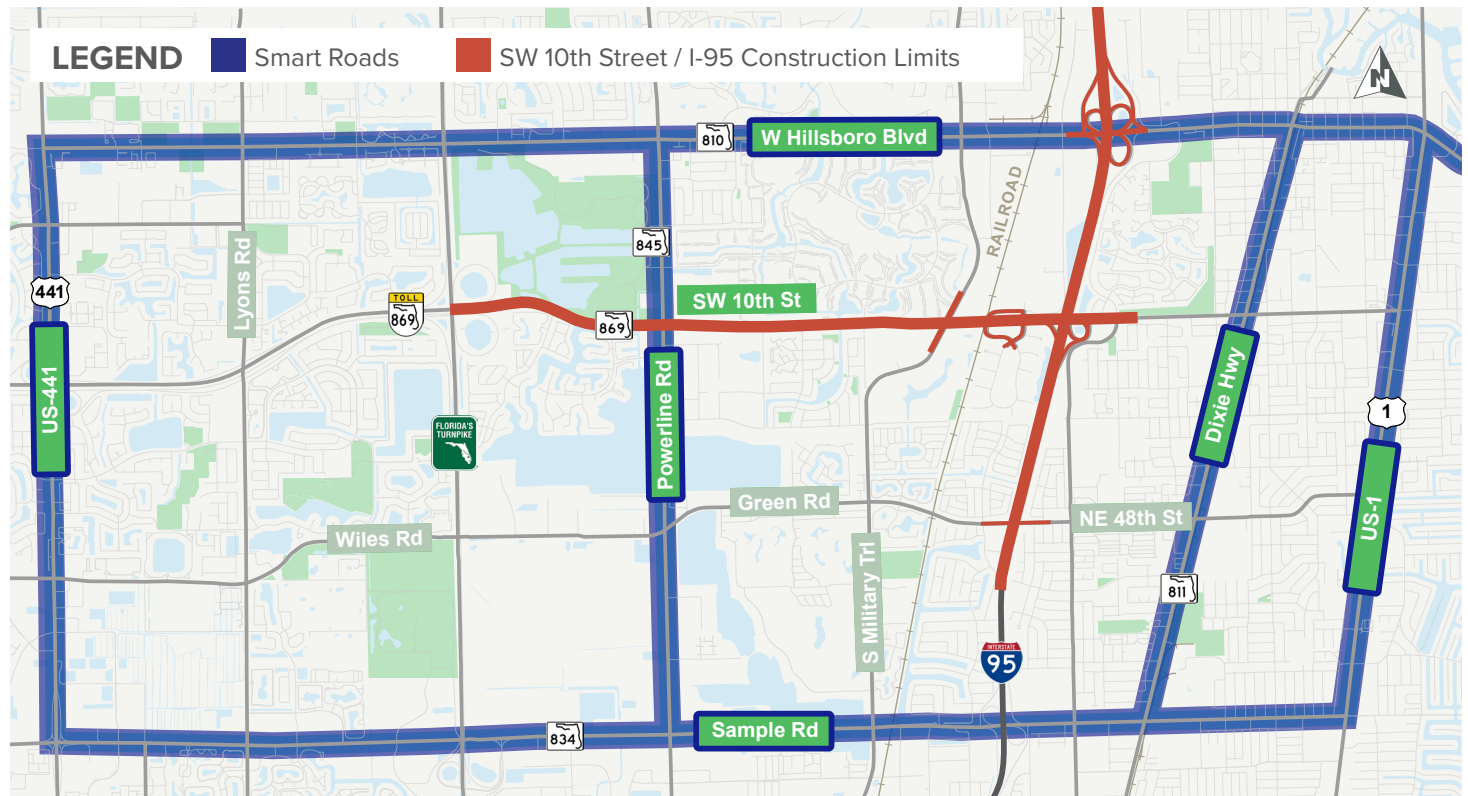 LEGEND
Smart Roads
SW 10th Street / I-95 Construction Limits
N
810
W Hillsboro Blvd
RAILROAD
845
Lyons Rd
441
TOLL
869
869
SW 10th St
US-441
Powerline Rd
Dixie Hwy
1
FLORIDA'S
TURNPIKE
US-1
Green Rd
NE 48th St
Wiles Rd
S Military Trl
811
INTERSTATE
95
834
Sample Rd